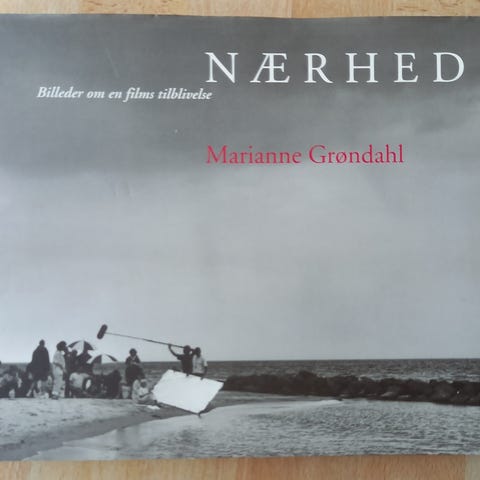 NÆRHED
Billeder om en films tilblivelse
Marianne Grøndahl